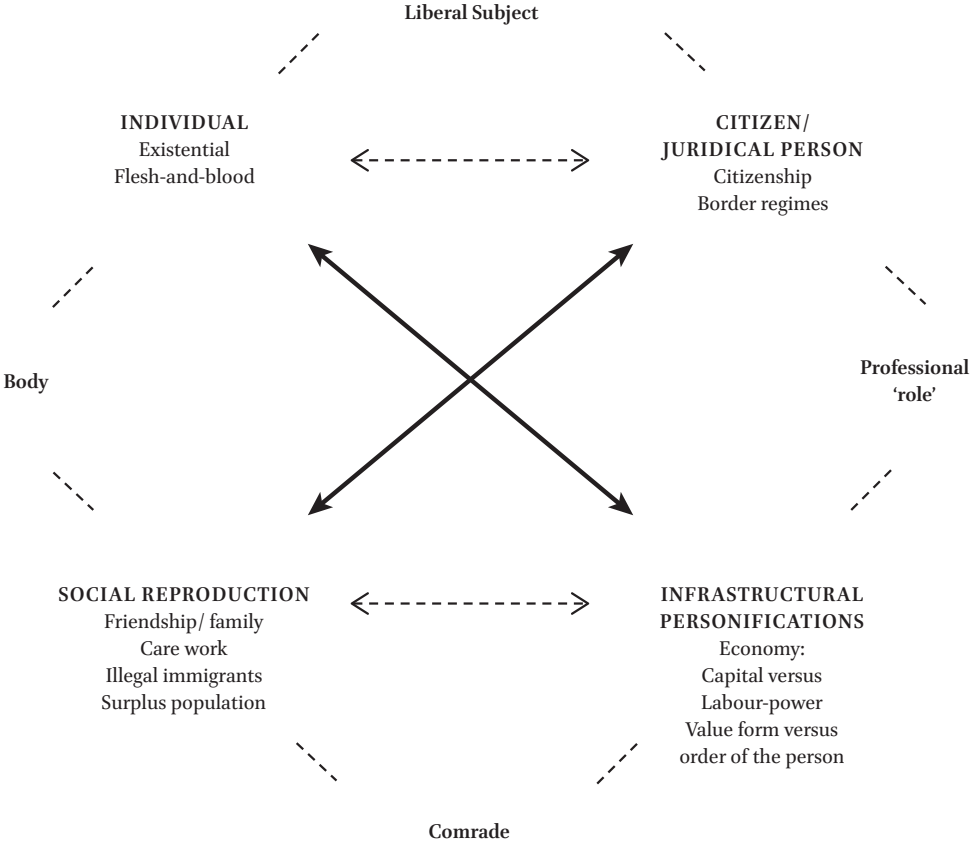 Liberal Subject
INDIVIDUAL
Existential
Flesh-and-blood
CITIZEN/
JURIDICAL PERSON
Citizenship
Border regimes
Body
Professional
‘role’
SOCIAL REPRODUCTION
Friendship/ family
Care work
Illegal immigrants
Surplus population
INFRASTRUCTURAL
PERSONIFICATIONS
Economy:
Capital versus
Labour-power
Value form versus
order of the person
Comrade